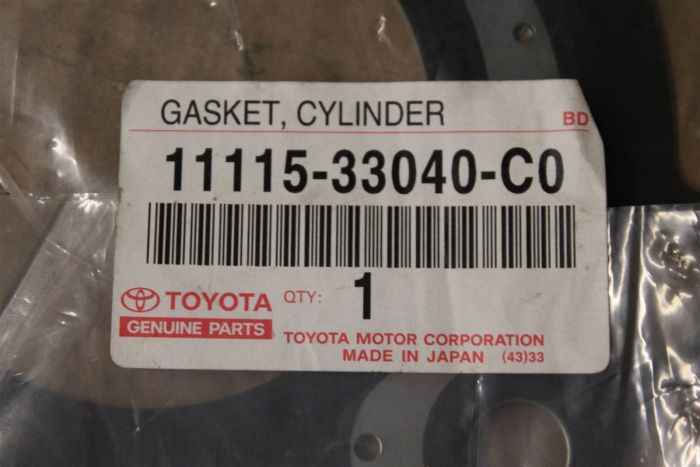 GASKET, CYLINDER
BD
11115-33040-C0
TOYOTA
GENUINE PARTS
QTY: 1
TOYOTA MOTOR CORPORATION
MADE IN JAPAN (43)33